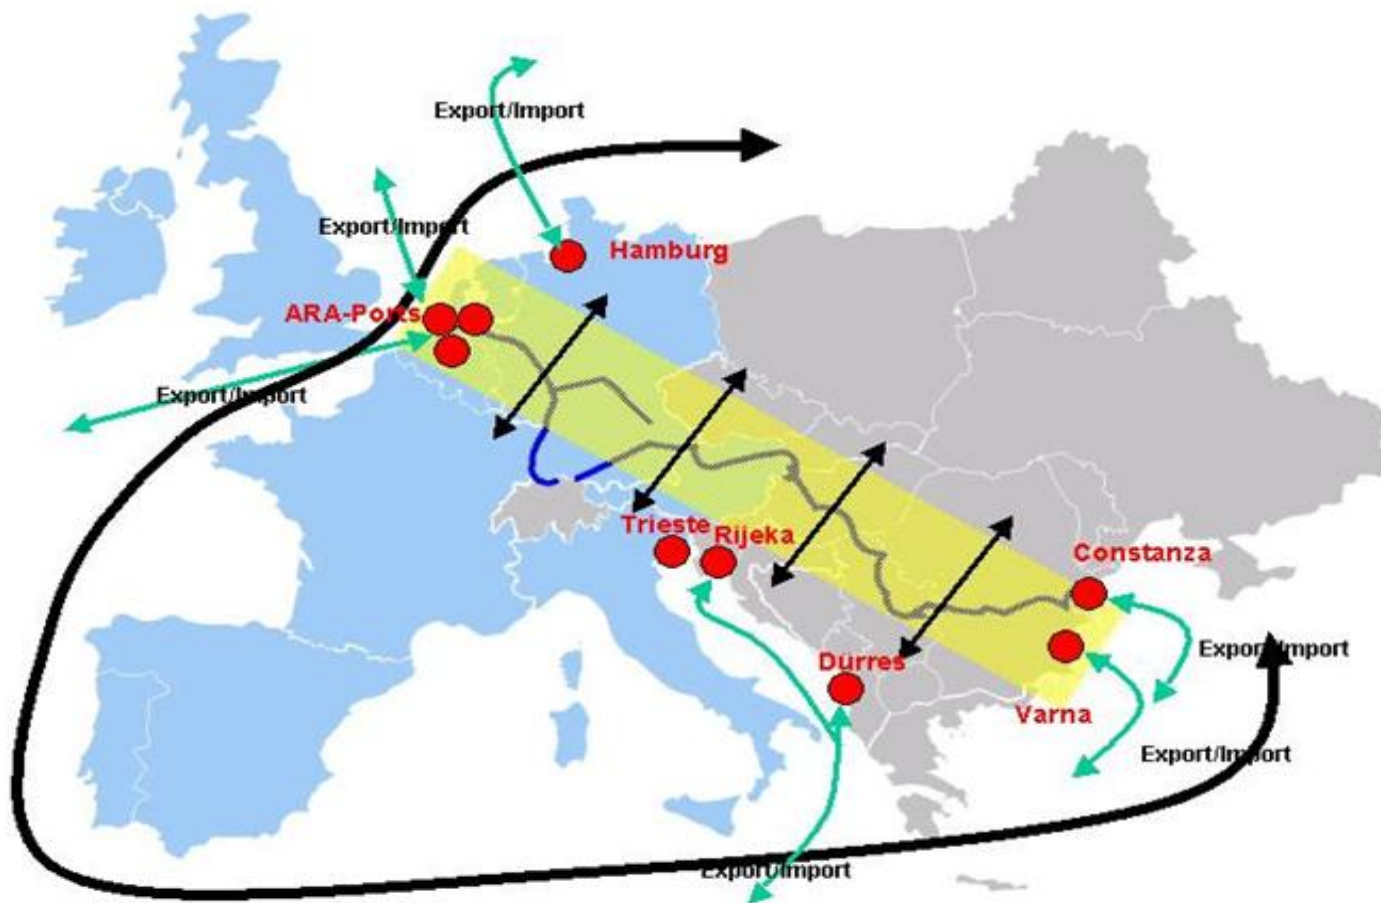 Export/Import
Export/Import
Hamburg
ARA-Ports
Export/Import
Trieste
Rijeka
Constanza
Export/Import
Durres
Varna
Export/Import
Export/Import